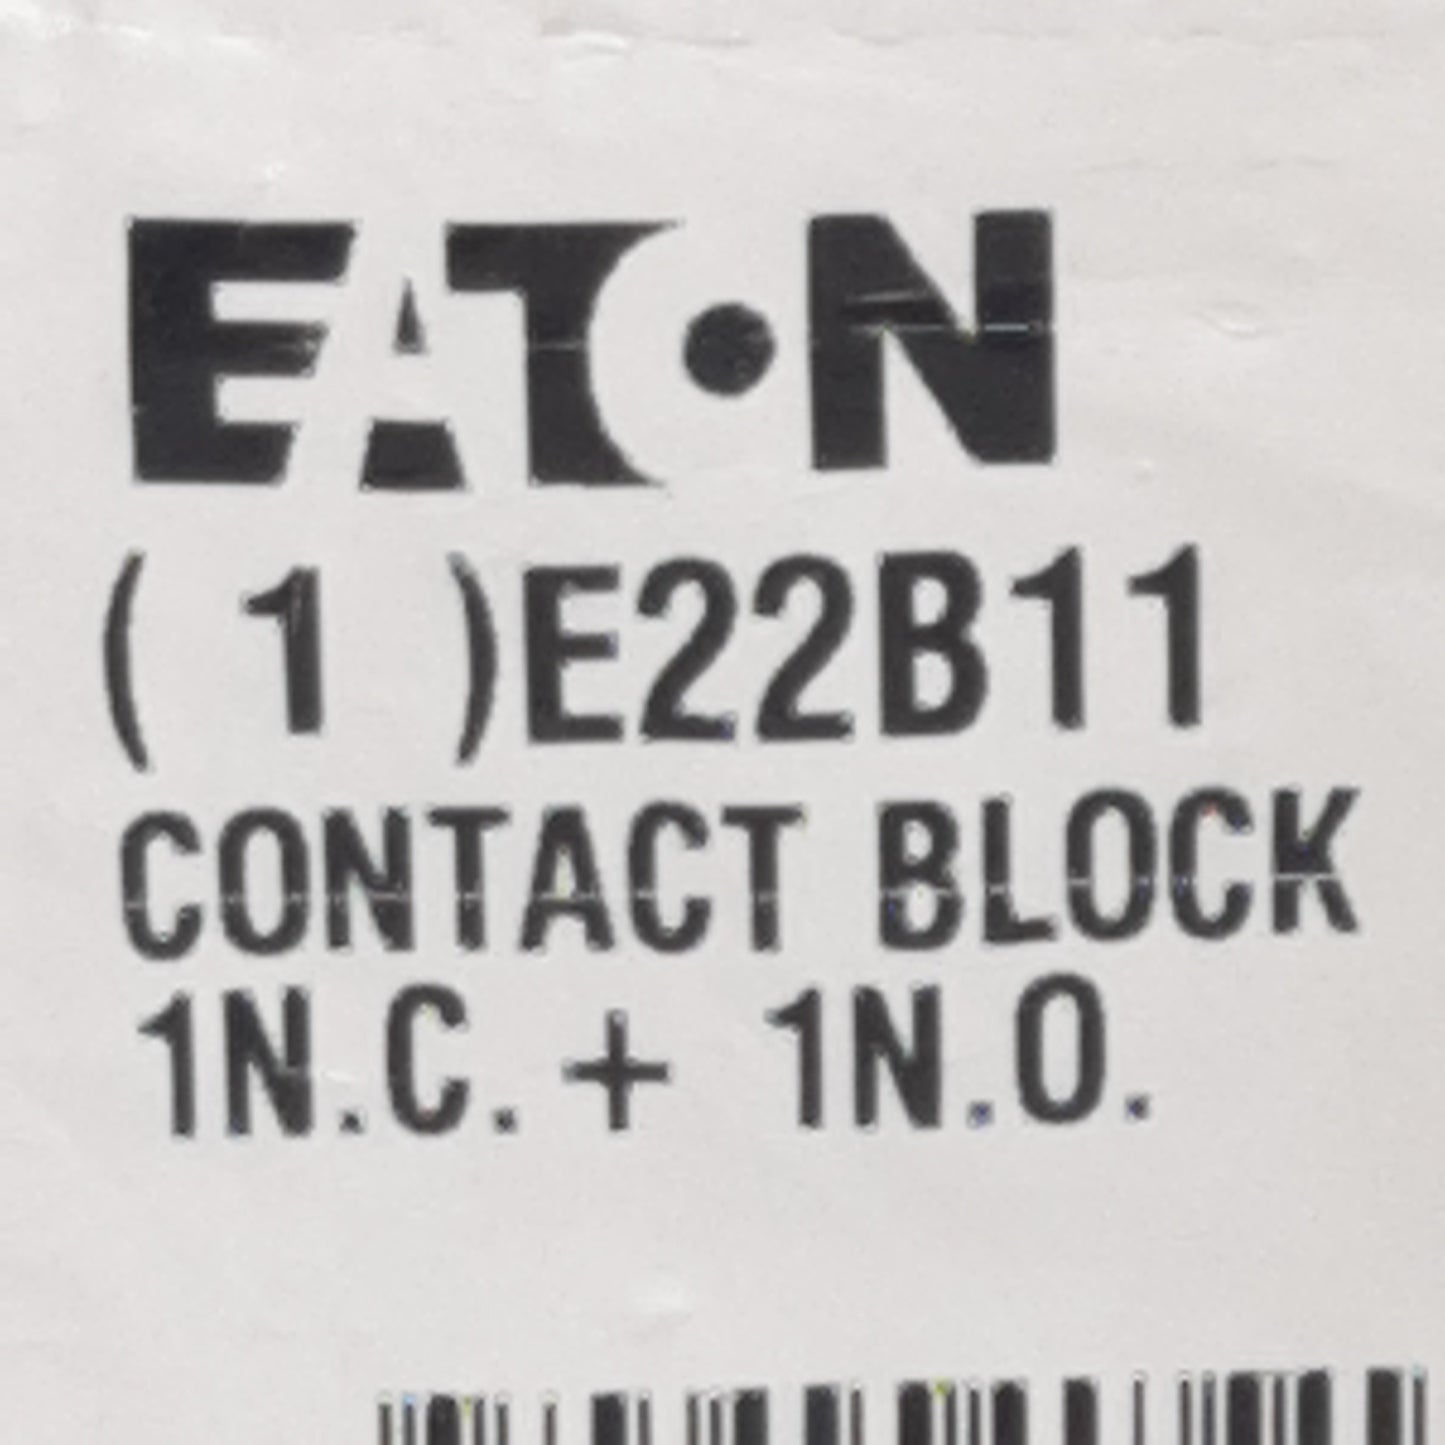 EATON
( 1 )E22B11
CONTACT BLOCK
1N.C. + 1N.O.